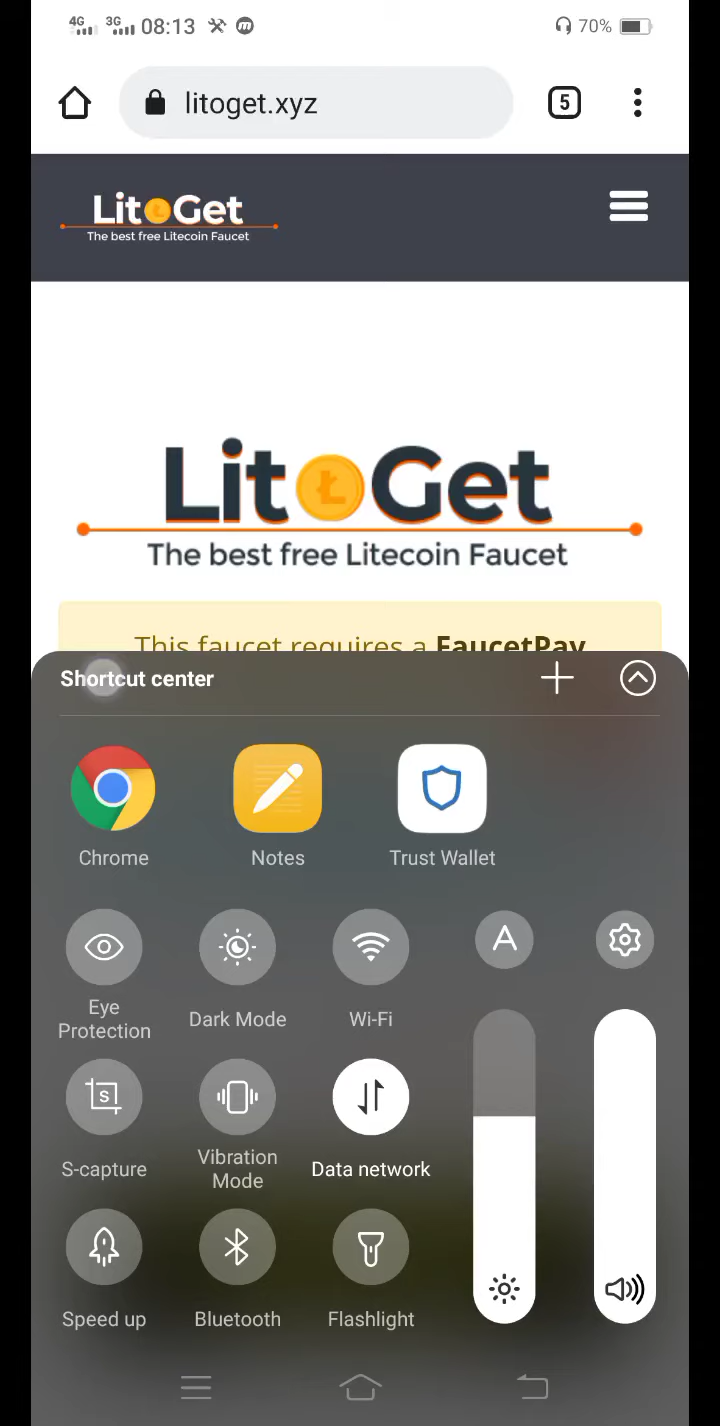 4G 3G 08:13 70%
litoget.xyz 5
LitoGet
The best free Litecoin Faucet
LitoGet
The best free Litecoin Faucet
This faucet requires a FaucetPay
Shortcut center
Chrome Notes Trust Wallet
A
Eye
Protection
Dark Mode Wi-Fi
S
S-capture
Vibration
Mode
Data network
Speed up Bluetooth Flashlight